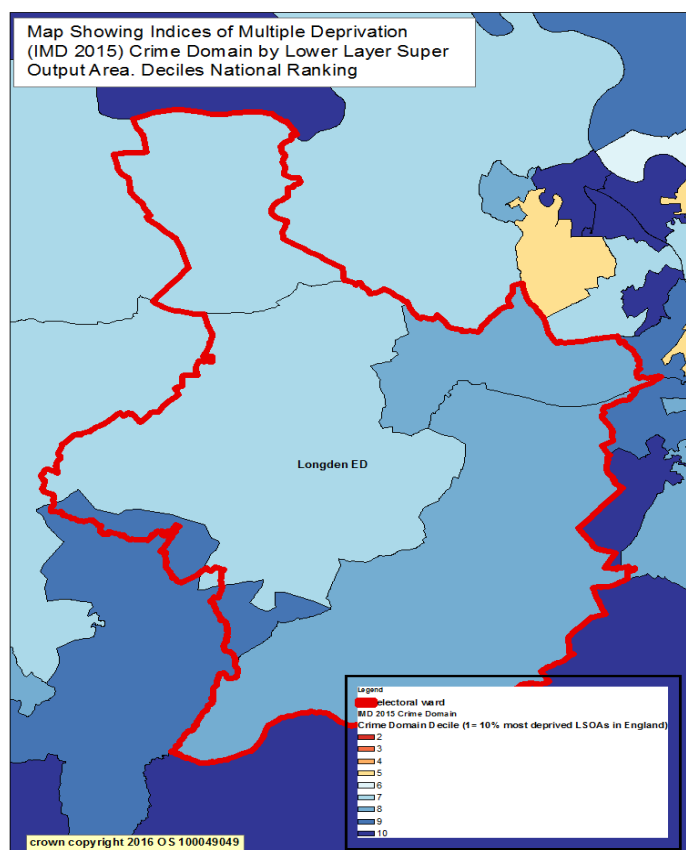 Map Showing Indices of Multiple Deprivation
(IMD 2015) Crime Domain by Lower Layer Super
Output Area. Deciles National Ranking
Longden ED
Legend
electoral ward
IMD 2015 Crime Domain
Crime Domain Decile (1= 10% most deprived LSOAs in England)
2
3
4
5
6
7
8
9
10
crown copyright 2016 OS 100049049